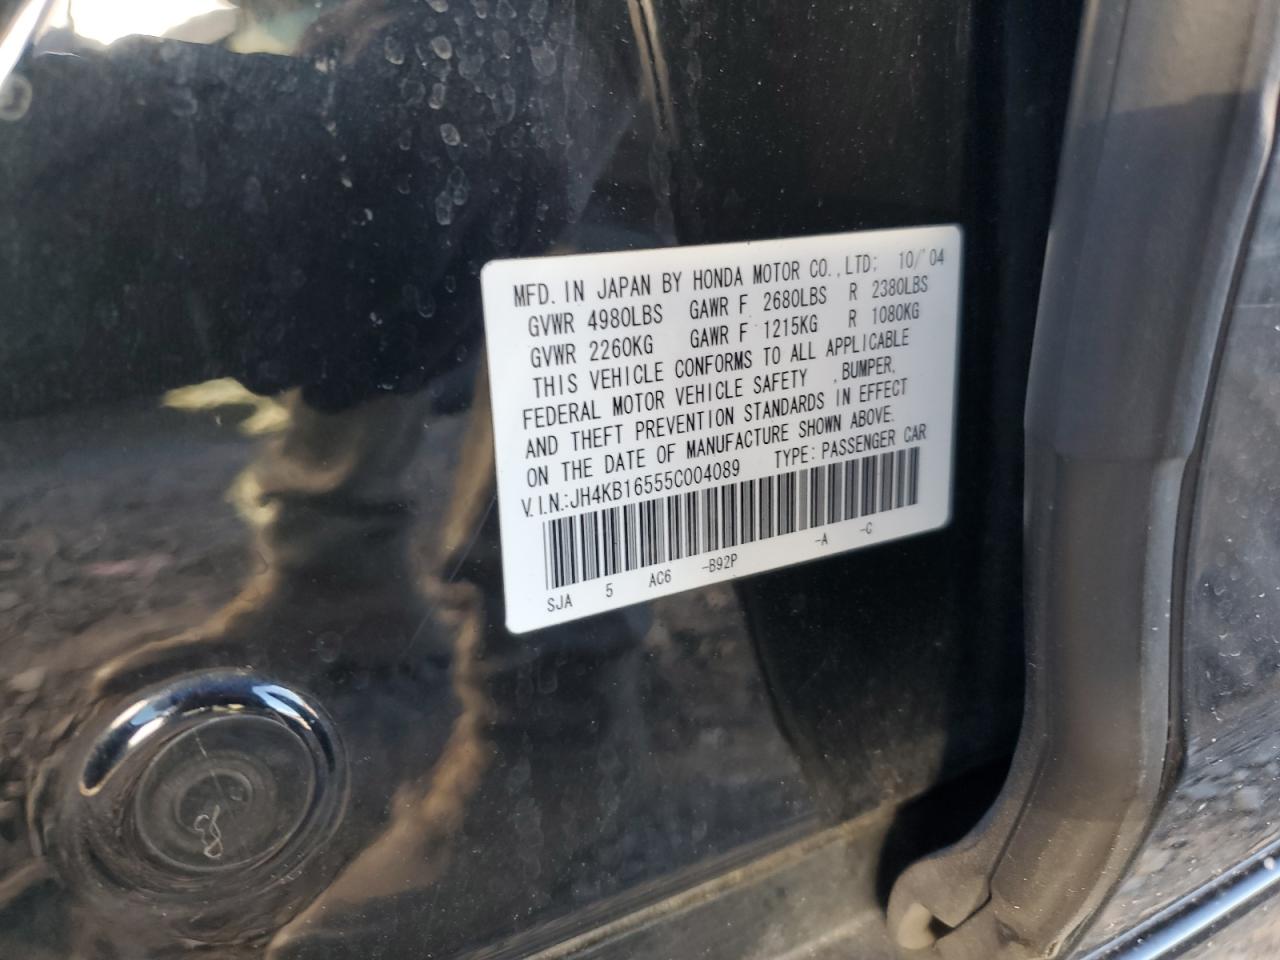 MFD. IN JAPAN BY HONDA MOTOR CO., LTD; 10/'04
GVWR 4980LBS GAWR F 2680LBS R 2380LBS
GVWR 2260KG GAWR F 1215KG R 1080KG
THIS VEHICLE CONFORMS TO ALL APPLICABLE
FEDERAL MOTOR VEHICLE SAFETY ,BUMPER,
AND THEFT PREVENTION STANDARDS IN EFFECT
ON THE DATE OF MANUFACTURE SHOWN ABOVE.
V.I.N.:JH4KB16555C004089 TYPE: PASSENGER CAR
SJA 5 AC6 -B92P -A -C